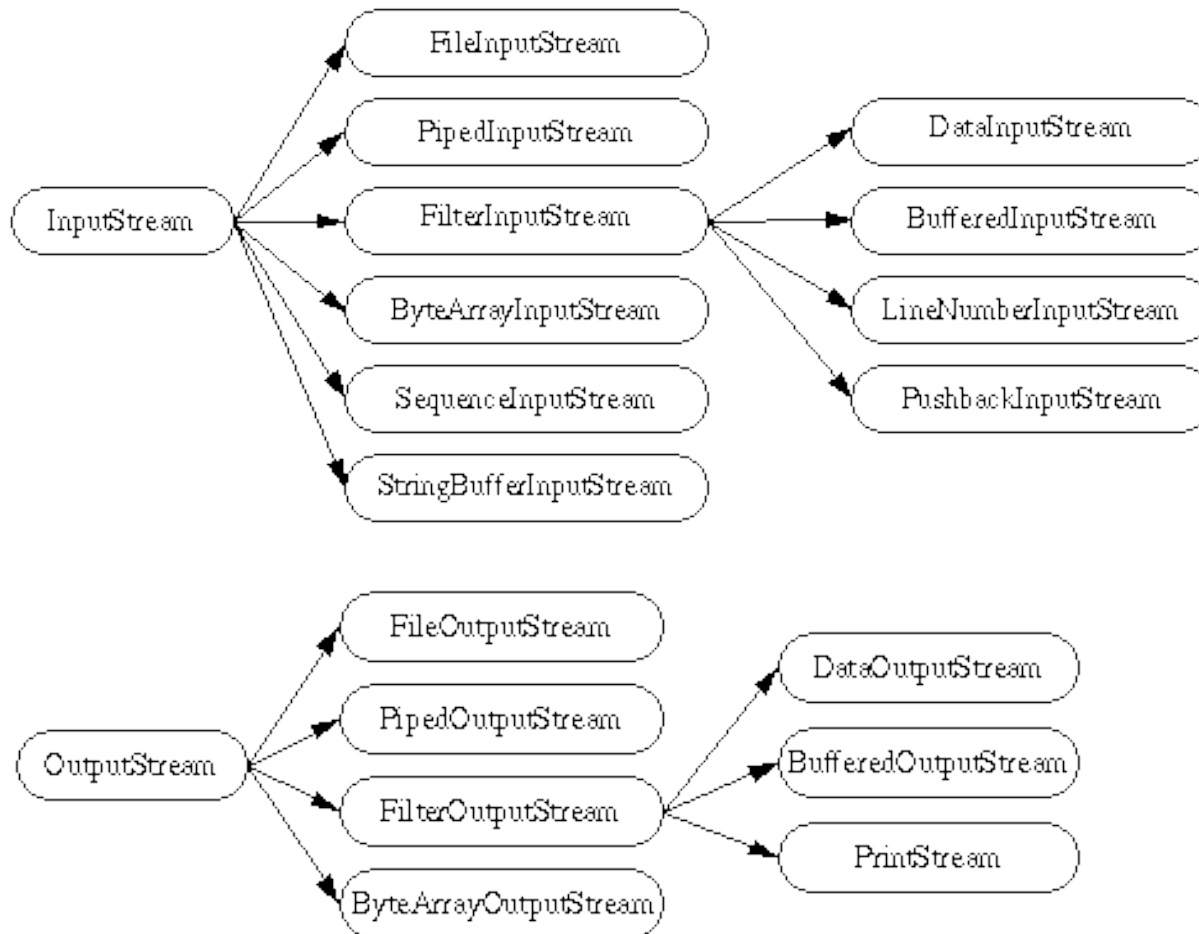 FileInputStream
PipedInputStream
DataInputStream
InputStream
FilterInputStream
BufferedInputStream
ByteArrayInputStream
LineNumberInputStream
SequenceInputStream
PushbackInputStream
StringBufferInputStream
FileOutputStream
DataOutputStream
PipedOutputStream
OutputStream
BufferedOutputStream
FilterOutputStream
PrintStream
ByteArrayOutputStream